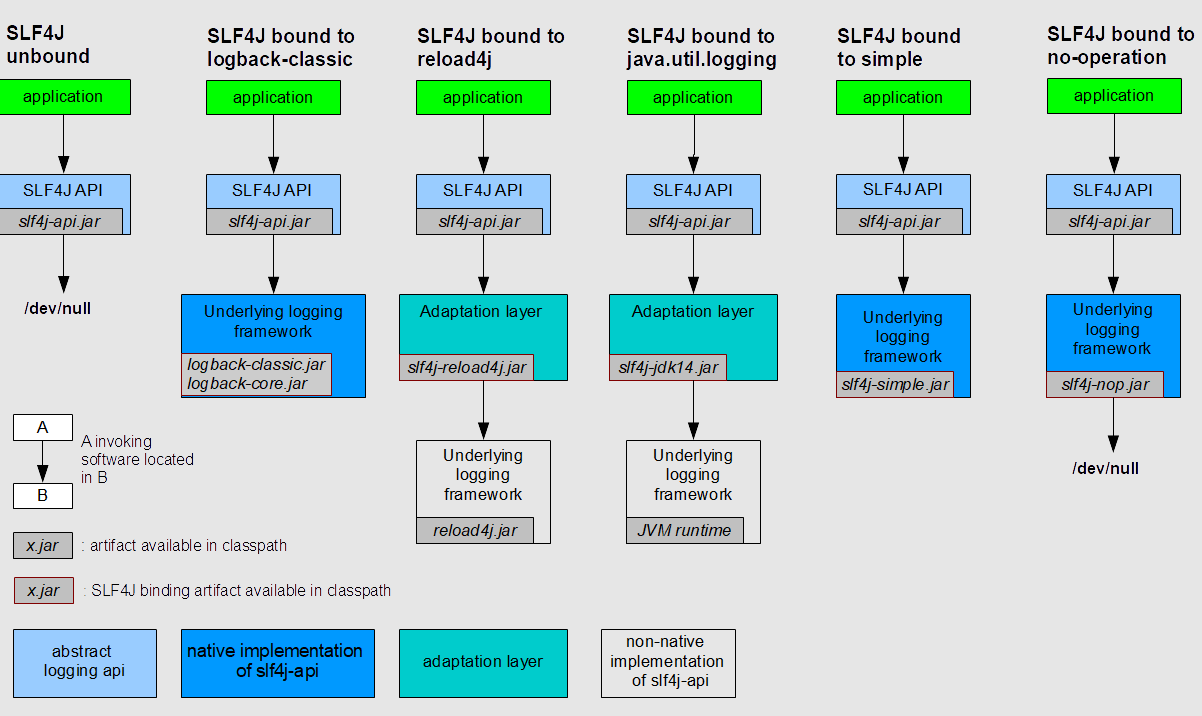 SLF4J
unbound
SLF4J bound to
logback-classic
SLF4J bound to
reload4j
SLF4J bound to
java.util.logging
SLF4J bound
to simple
SLF4J bound to
no-operation
application
application
application
application
application
application
SLF4J API
slf4j-api.jar
SLF4J API
slf4j-api.jar
SLF4J API
slf4j-api.jar
SLF4J API
slf4j-api.jar
SLF4J API
slf4j-api.jar
SLF4J API
slf4j-api.jar
/dev/null
Underlying logging
framework
logback-classic.jar
logback-core.jar
Adaptation layer
slf4j-reload4j.jar
Adaptation layer
slf4j-jdk14.jar
Underlying
logging
framework
slf4j-simple.jar
Underlying
logging
framework
slf4j-nop.jar
Underlying
logging
framework
reload4j.jar
Underlying
logging
framework
JVM runtime
/dev/null
A
B
A invoking
software located
in B
x.jar : artifact available in classpath
x.jar : SLF4J binding artifact available in classpath
abstract
logging api
native implementation
of slf4j-api
adaptation layer
non-native
implementation
of slf4j-api